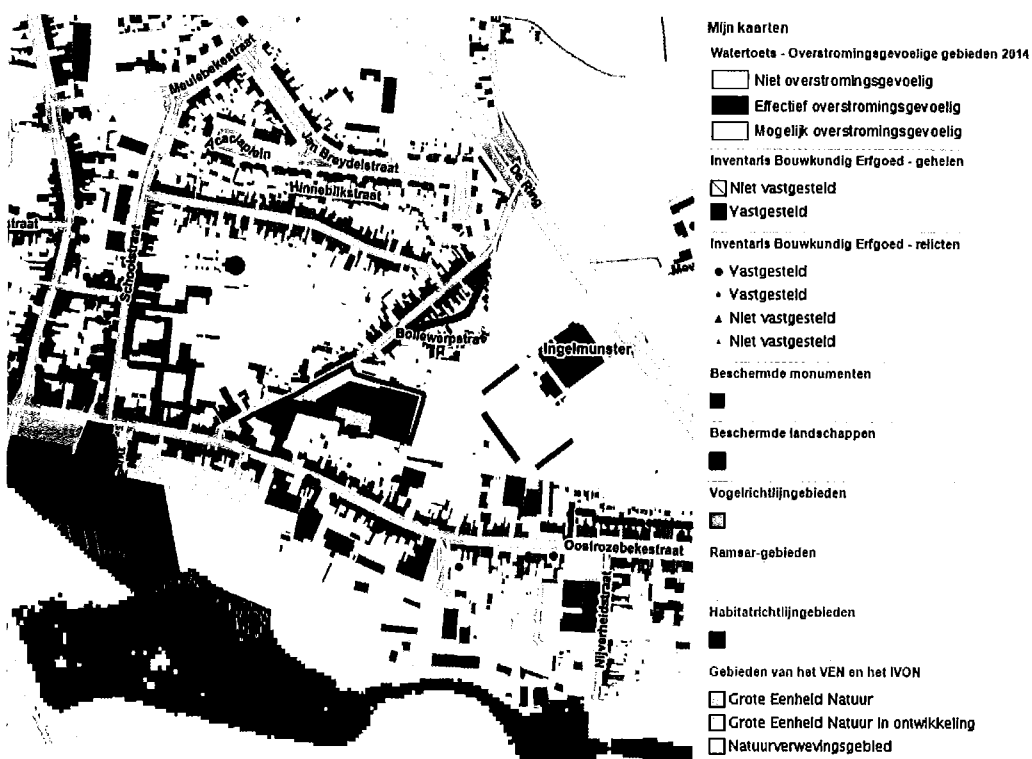 Meulebekestraat
Acaciaplein
Jan Breydelstraat
Hinneblikstraat
De Ring
straat
Schoolstraat
Bollewerpstraat
Ingelmunster
Oostrozebekestraat
Nijverheidstraat
Mijn kaarten
Watertoets - Overstromingsgevoelige gebieden 2014
Niet overstromingsgevoelig
Effectief overstromingsgevoelig
Mogelijk overstromingsgevoelig
Inventaris Bouwkundig Erfgoed - gehelen
Niet vastgesteld
Vastgesteld
Inventaris Bouwkundig Erfgoed - relicten
Vastgesteld
Vastgesteld
Niet vastgesteld
Niet vastgesteld
Beschermde monumenten
Beschermde landschappen
Vogelrichtlijngebieden
Ramsar-gebieden
Habitatrichtlijngebieden
Gebieden van het VEN en het IVON
Grote Eenheid Natuur
Grote Eenheid Natuur in ontwikkeling
Natuurverwevingsgebied